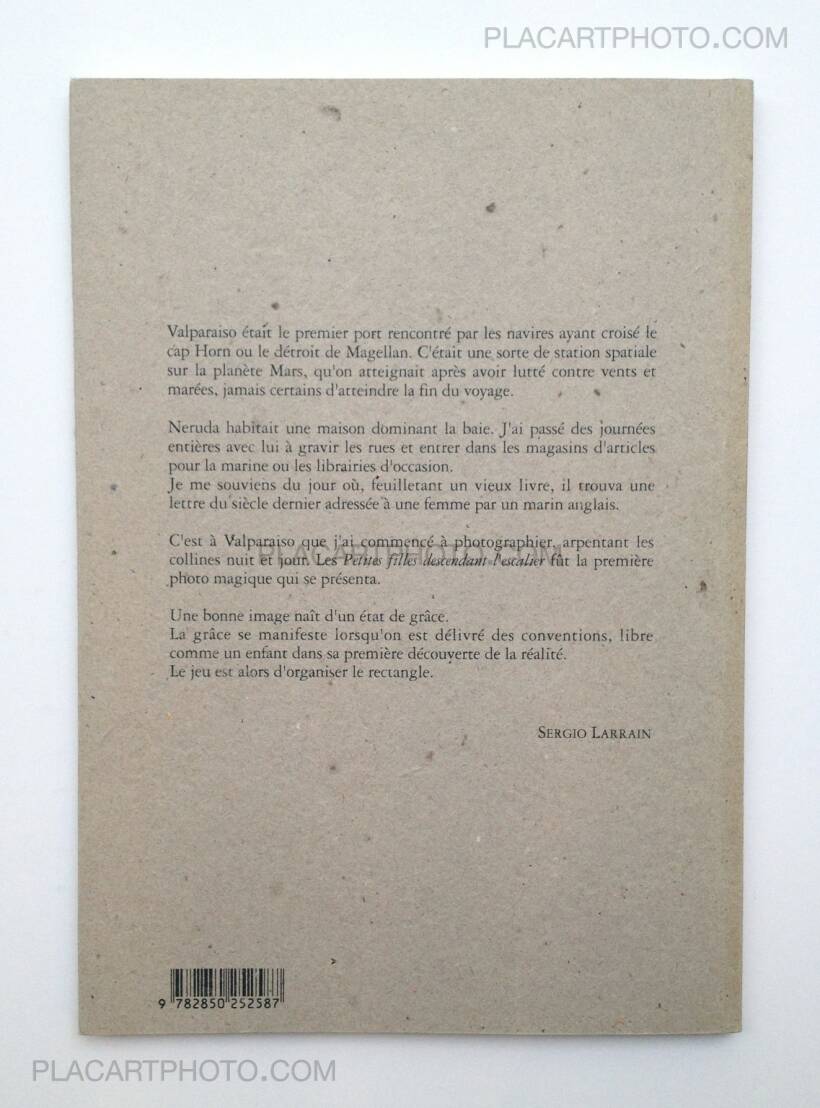 PLACARTPHOTO.COM
Valparaiso était le premier port rencontré par les navires ayant croisé le
cap Horn ou le détroit de Magellan. C'était une sorte de station spatiale
sur la planète Mars, qu'on atteignait après avoir lutté contre vents et
marées, jamais certains d'atteindre la fin du voyage.
Neruda habitait une maison dominant la baie. J'ai passé des journées
entières avec lui à gravir les rues et entrer dans les magasins d'articles
pour la marine ou les librairies d'occasion.
Je me souviens du jour où, feuilletant un vieux livre, il trouva une
lettre du siècle dernier adressée à une femme par un marin anglais.
C'est à Valparaiso que j'ai commencé à photographier, arpentant les
PLACARTPHOTO.COM
collines nuit et jour. Les Petites filles descendant l'escalier fût la première
photo magique qui se présenta.
Une bonne image naît d'un état de grâce.
La grâce se manifeste lorsqu'on est délivré des conventions, libre
comme un enfant dans sa première découverte de la réalité.
Le jeu est alors d'organiser le rectangle.
SERGIO LARRAIN
9 782850 252587
PLACARTPHOTO.COM